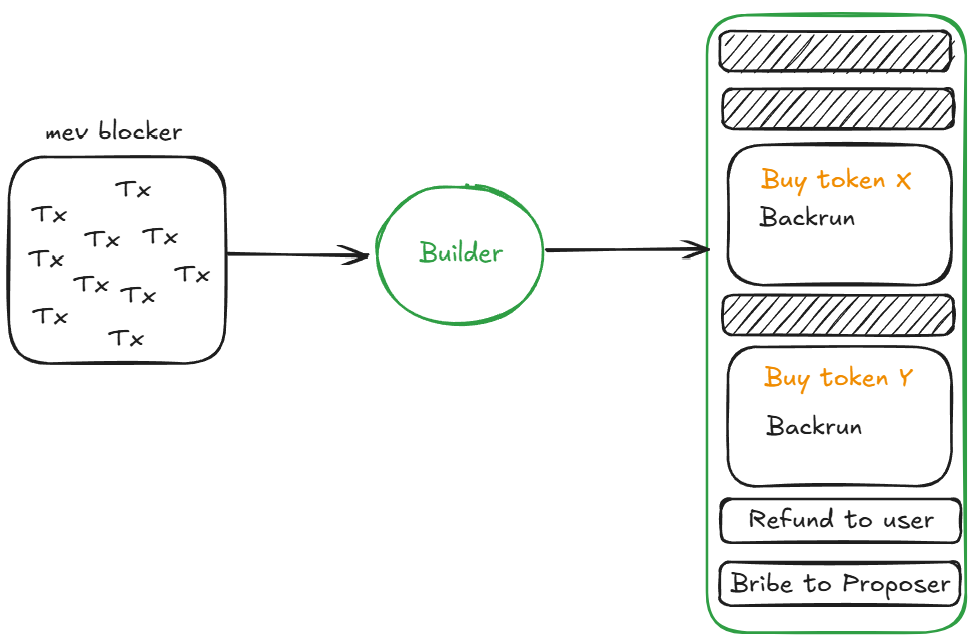 mev blocker
Tx
Tx
Tx
Tx
Tx
Tx
Tx
Tx
Tx
Tx
Builder
Buy token X
Backrun
Buy token Y
Backrun
Refund to user
Bribe to Proposer